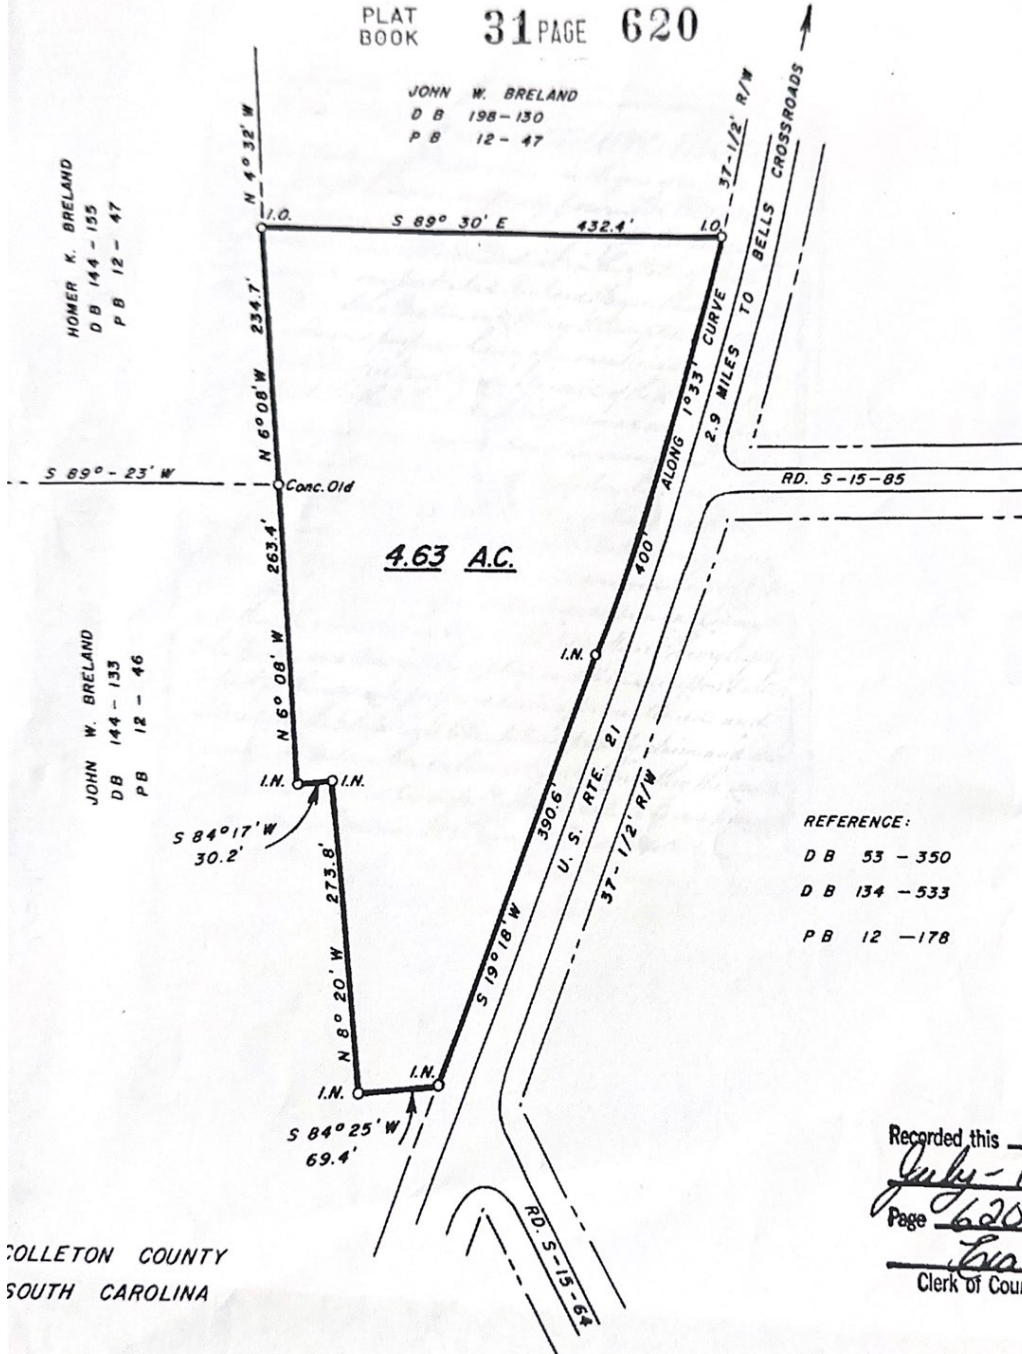 PLAT
BOOK 31 PAGE 620
JOHN W. BRELAND
D B 198-130
P B 12-47
N 4° 32' W
HOMER K. BRELAND
D B 144-155
P B 12-47
I.O.
S 89° 30' E 432.4'
I.O.
37-1/2' R/W
2.9 MILES TO BELLS CROSSROADS
234.7'
N 6° 08' W
400' ALONG 1°33' CURVE
S 89°-23' W
Conc. Old
RD. S-15-85
263.4'
4.63 A.C.
N 6° 08' W
I.N.
JOHN W. BRELAND
DB 144-133
PB 12-46
I.N.
I.N.
S 84°17' W
30.2'
273.8'
N 8° 20' W
390.6'
S 19°18' W
U. S. RTE. 21
37-1/2' R/W
REFERENCE:
D B 53-350
D B 134-533
P B 12-178
I.N.
I.N.
S 84°25' W
69.4'
RD. S-15-64
Recorded this
July-
Page 620
Clerk of
COLLETON COUNTY
SOUTH CAROLINA